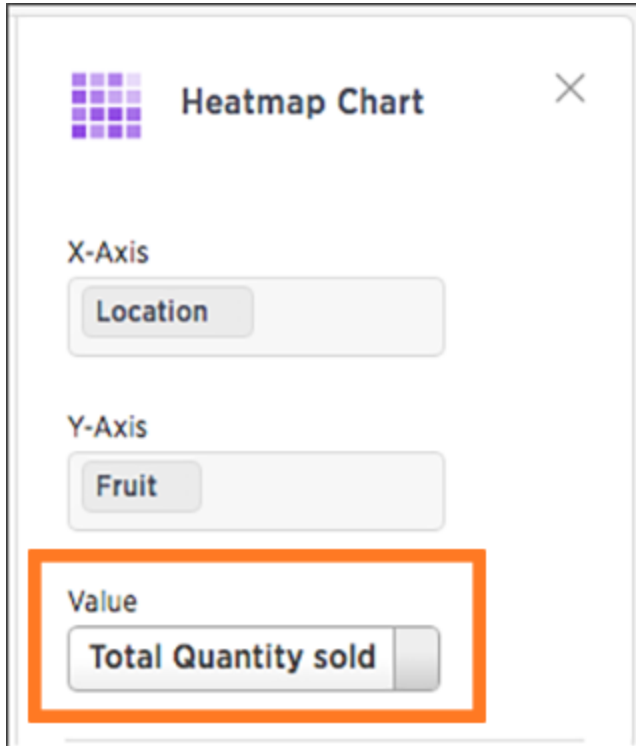 Heatmap Chart
X-Axis
Location
Y-Axis
Fruit
Value
Total Quantity sold